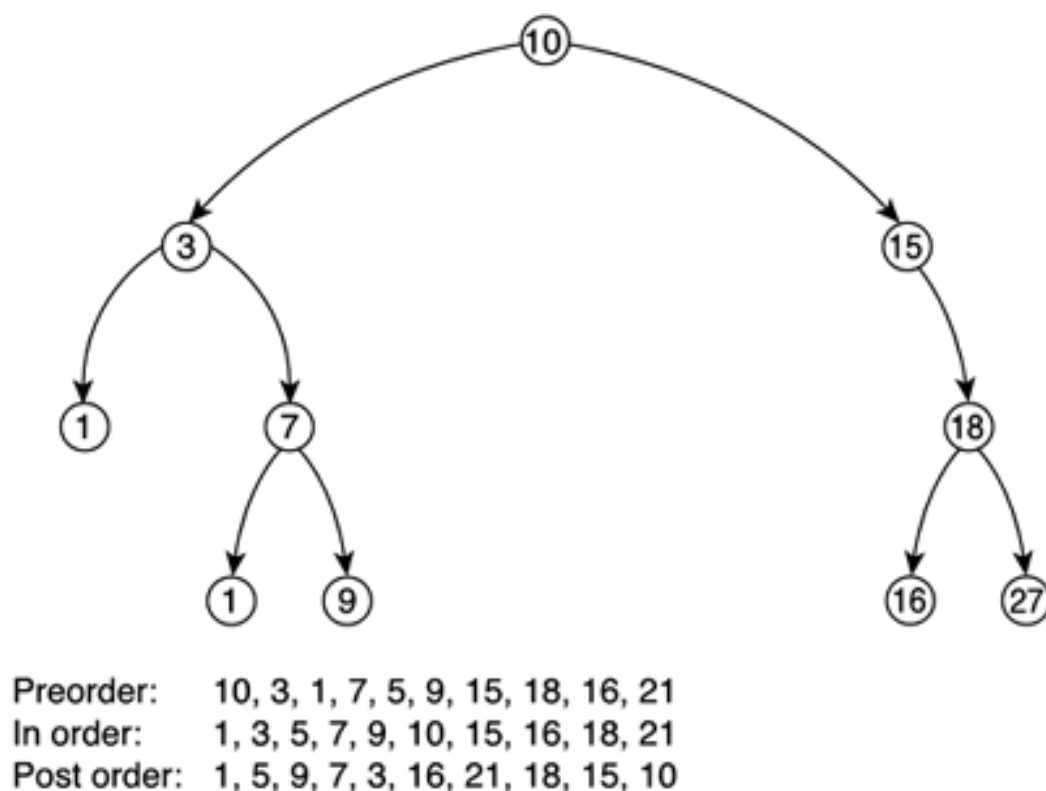 10
3 15
1 7 18
1 9 16 27
Preorder: 10, 3, 1, 7, 5, 9, 15, 18, 16, 21
In order: 1, 3, 5, 7, 9, 10, 15, 16, 18, 21
Post order: 1, 5, 9, 7, 3, 16, 21, 18, 15, 10